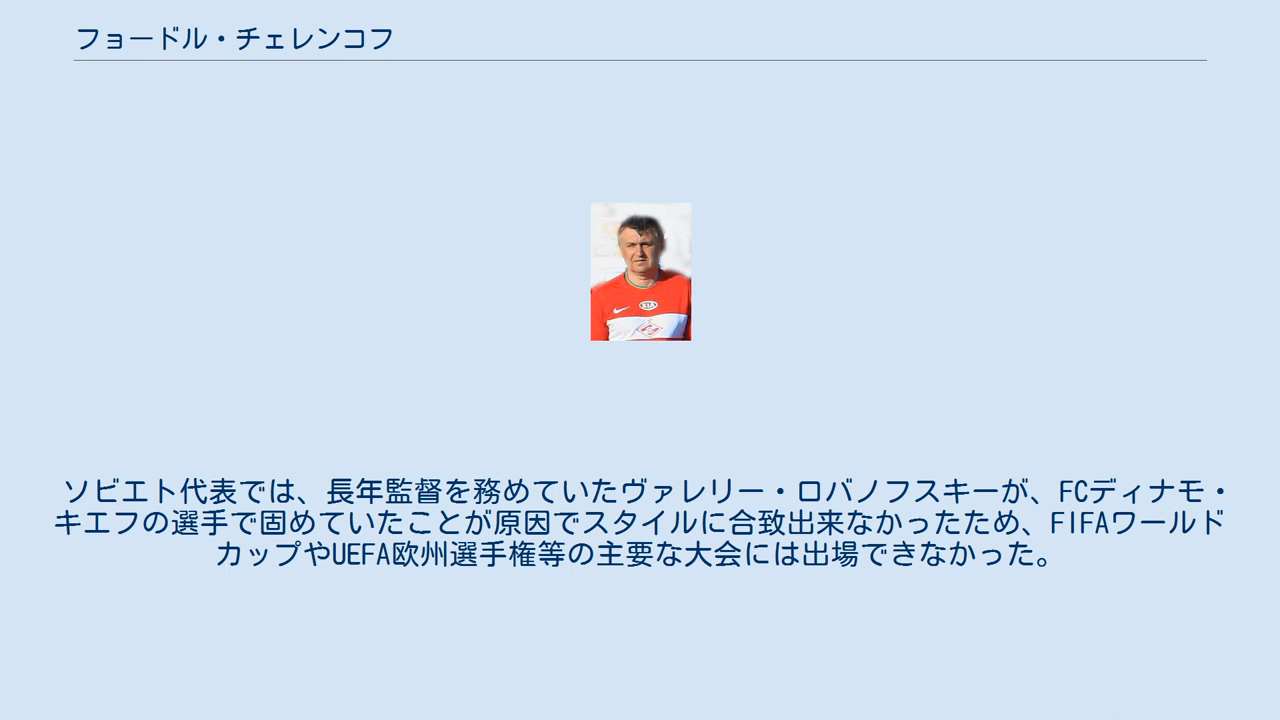 フョードル・チェレンコフ
KIA
ソビエト代表では、長年監督を務めていたヴァレリー・ロバノフスキーが、FCディナモ・
キエフの選手で固めていたことが原因でスタイルに合致出来なかったため、FIFAワールド
カップやUEFA欧州選手権等の主要な大会には出場できなかった。